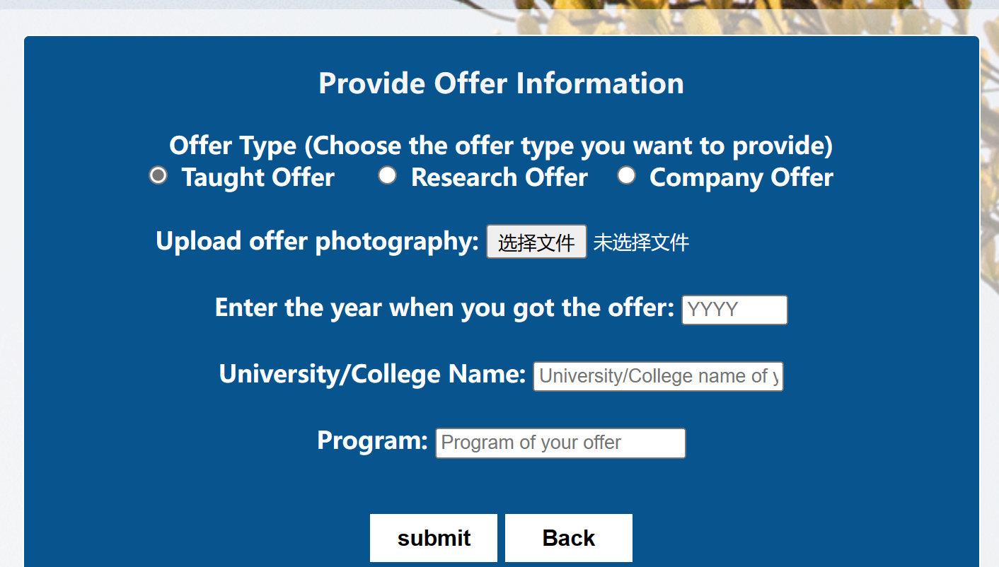 Provide Offer Information
Offer Type (Choose the offer type you want to provide)
Taught Offer Research Offer Company Offer
Upload offer photography: 选择文件 未选择文件
Enter the year when you got the offer: YYYY
University/College Name: University/College name of y
Program: Program of your offer
submit Back